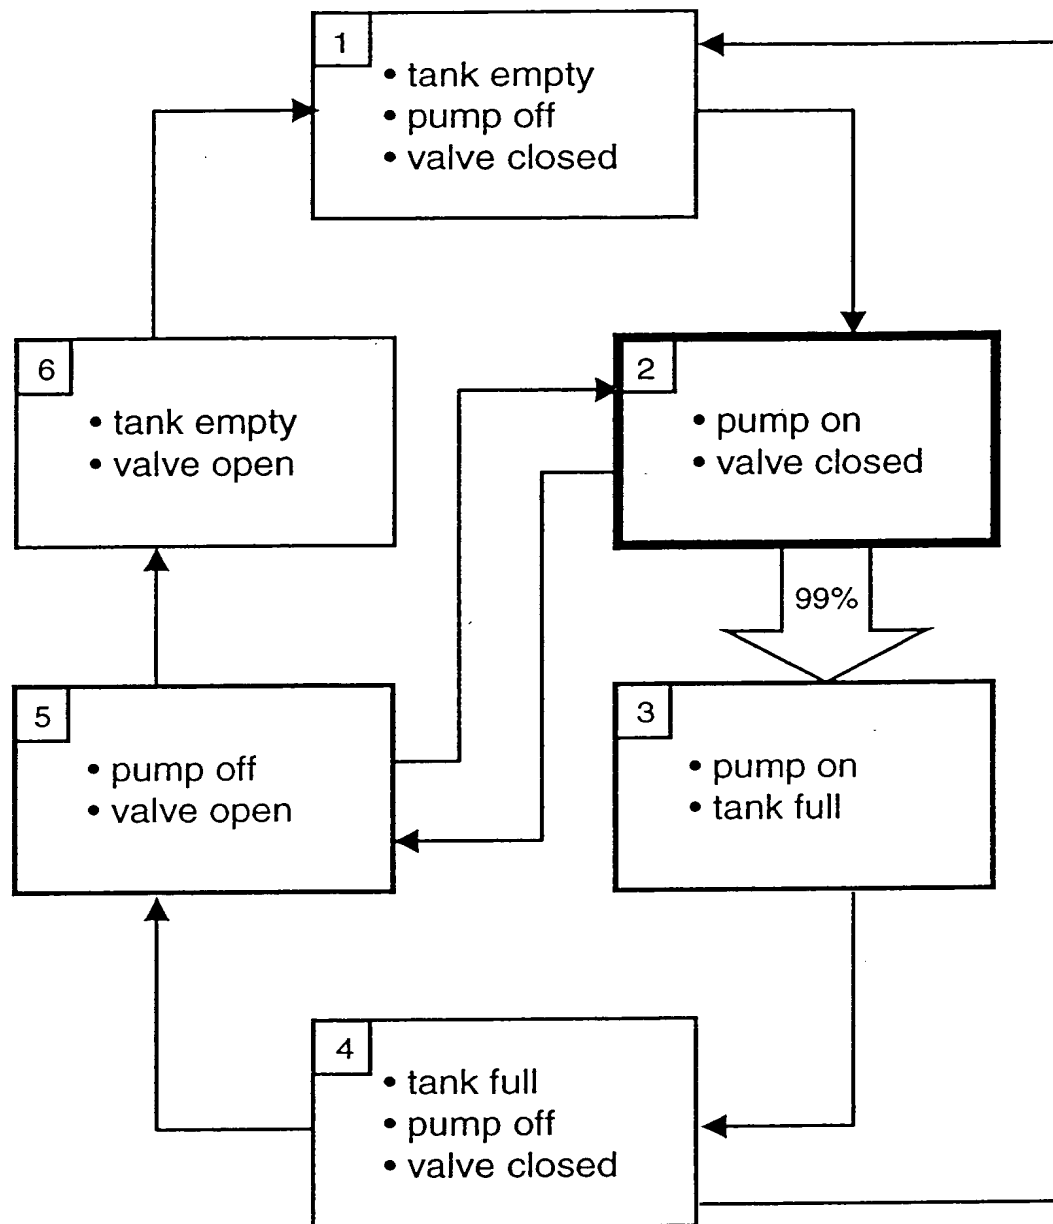 1
• tank empty
• pump off
• valve closed
6
• tank empty
• valve open
2
• pump on
• valve closed
99%
5
• pump off
• valve open
3
• pump on
• tank full
4
• tank full
• pump off
• valve closed